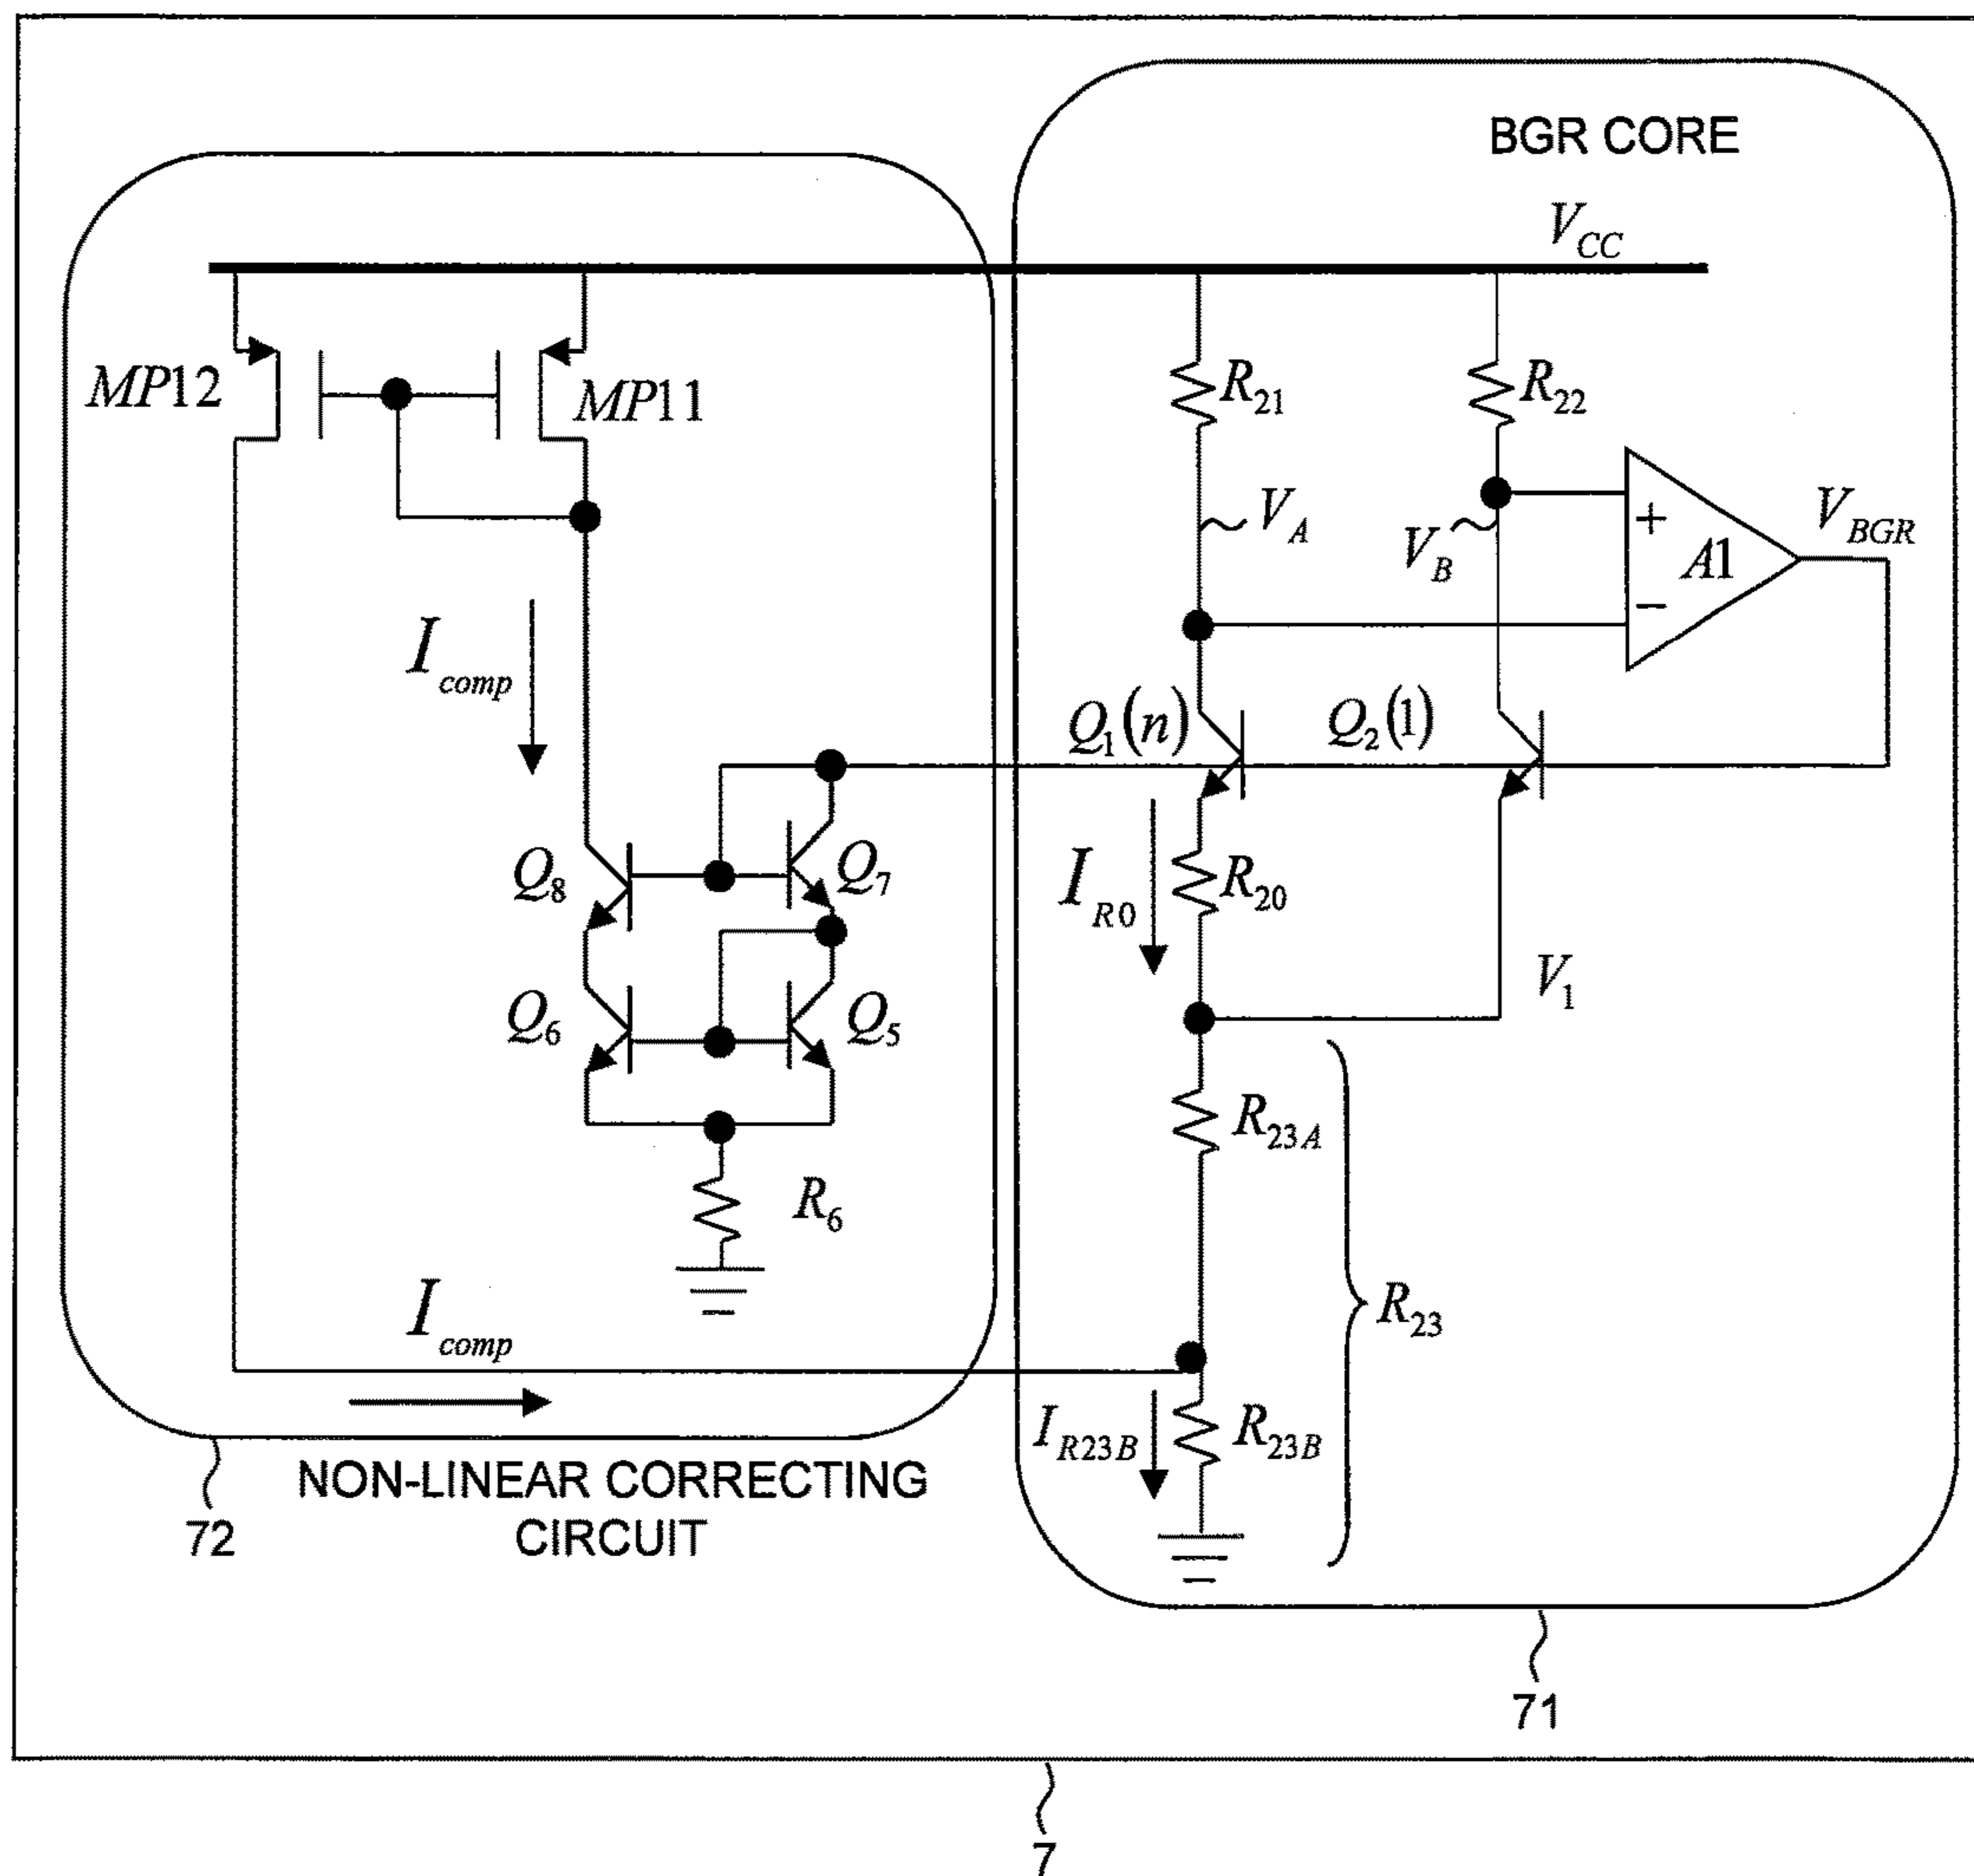 BGR CORE
V_CC
MP12
MP11
R_21
R_22
V_A
V_B
+
−
A1
V_BGR
I_comp
Q_1(n)
Q_2(1)
Q_8
Q_7
I_R0
R_20
V_1
Q_6
Q_5
R_23A
R_6
R_23
I_comp
I_R23B
R_23B
NON-LINEAR CORRECTING
CIRCUIT
72
71
7